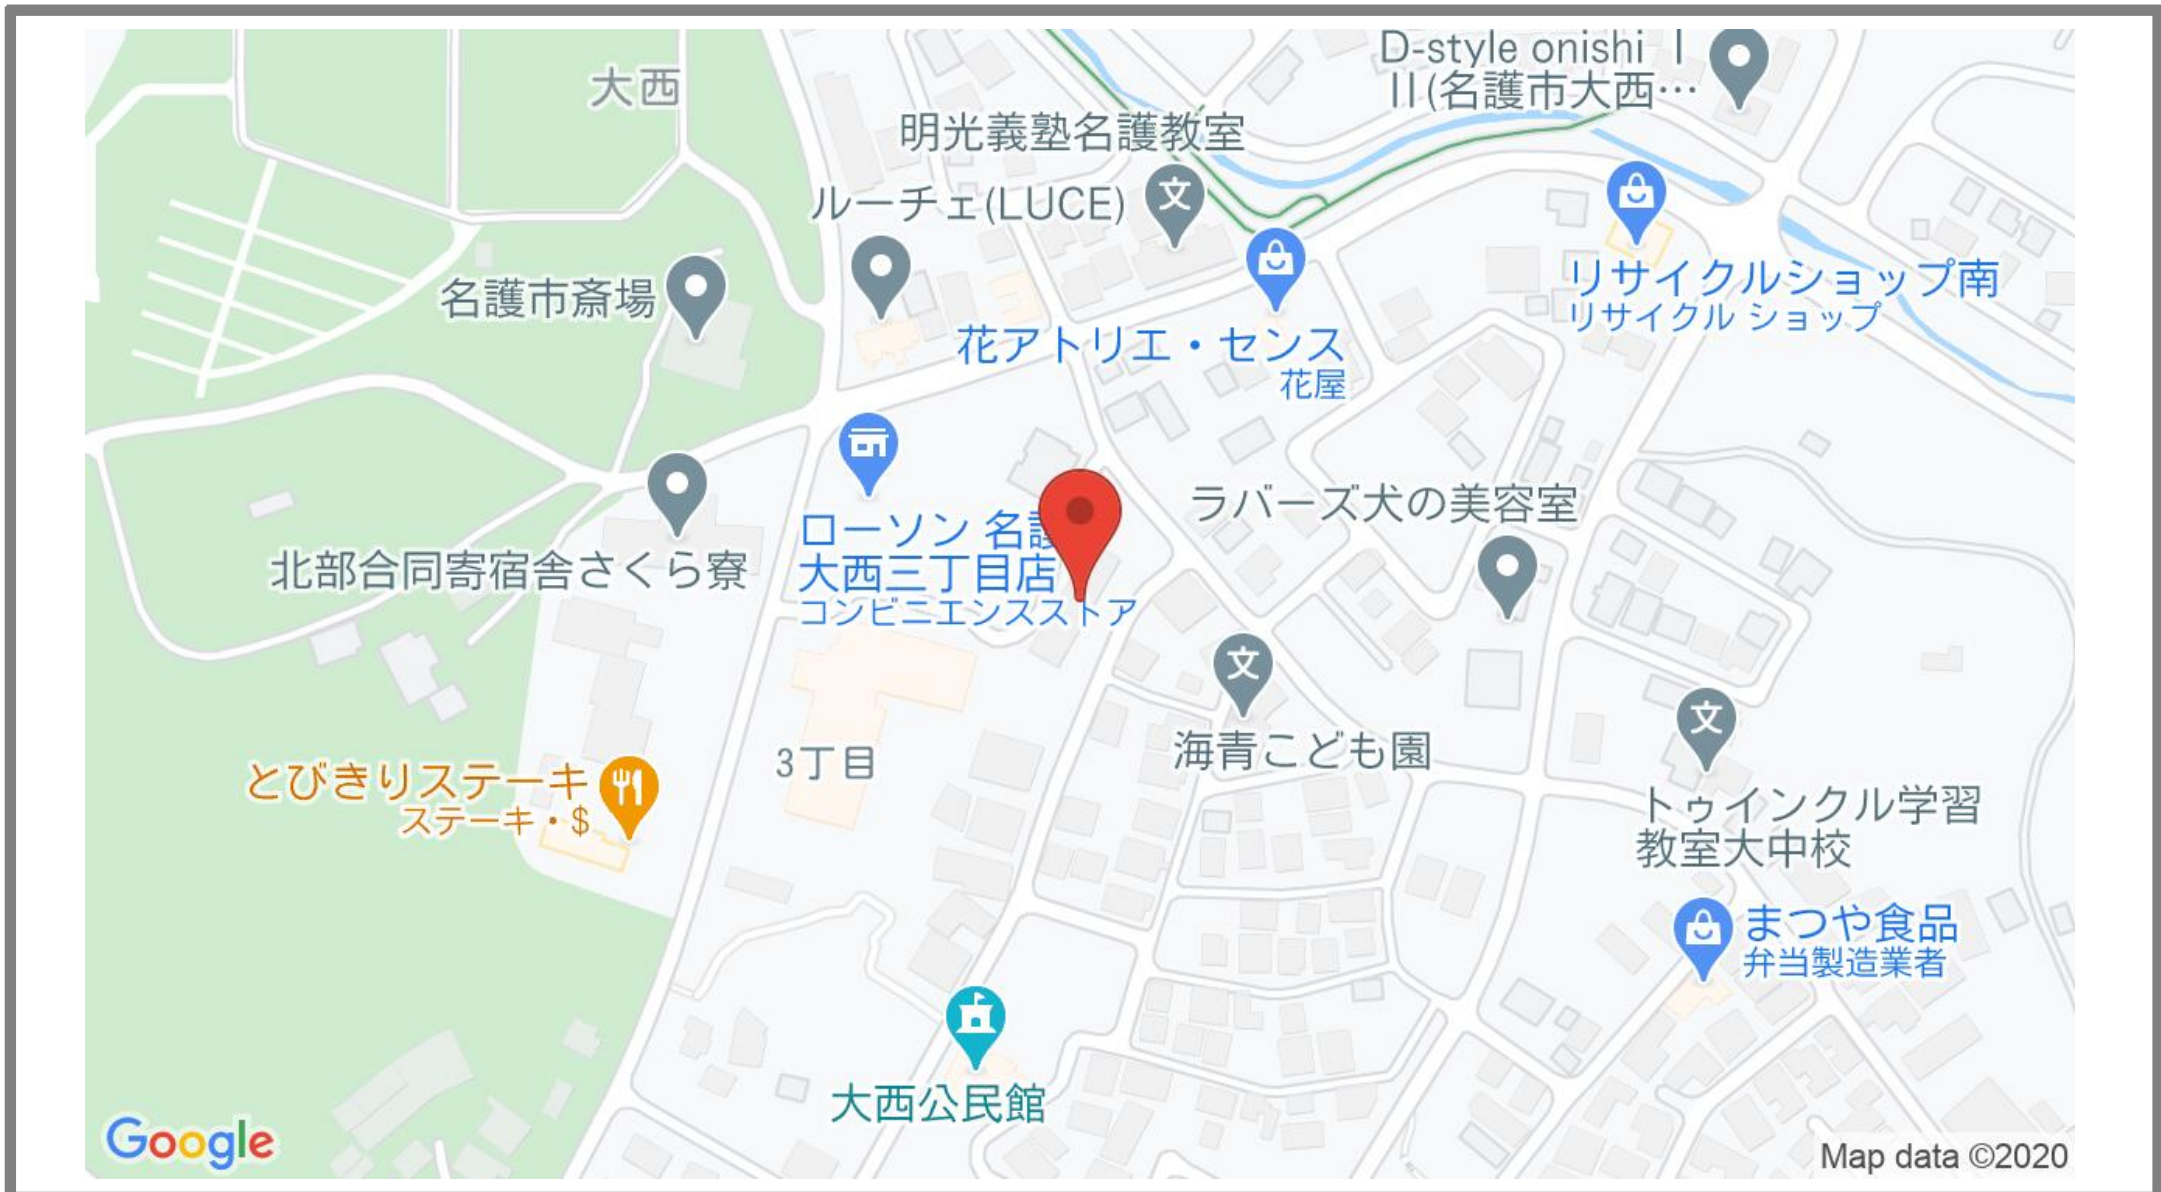 D-style onishi Ⅰ
II(名護市大西…
大西
明光義塾名護教室
ルーチェ(LUCE)
名護市斎場
リサイクルショップ南
リサイクル ショップ
花アトリエ・センス
花屋
ラバーズ犬の美容室
ローソン 名護
大西三丁目店
コンビニエンスストア
北部合同寄宿舎さくら寮
海青こども園
3丁目
とびきりステーキ
ステーキ・$
トゥインクル学習
教室大中校
まつや食品
弁当製造業者
大西公民館
Google
Map data ©2020